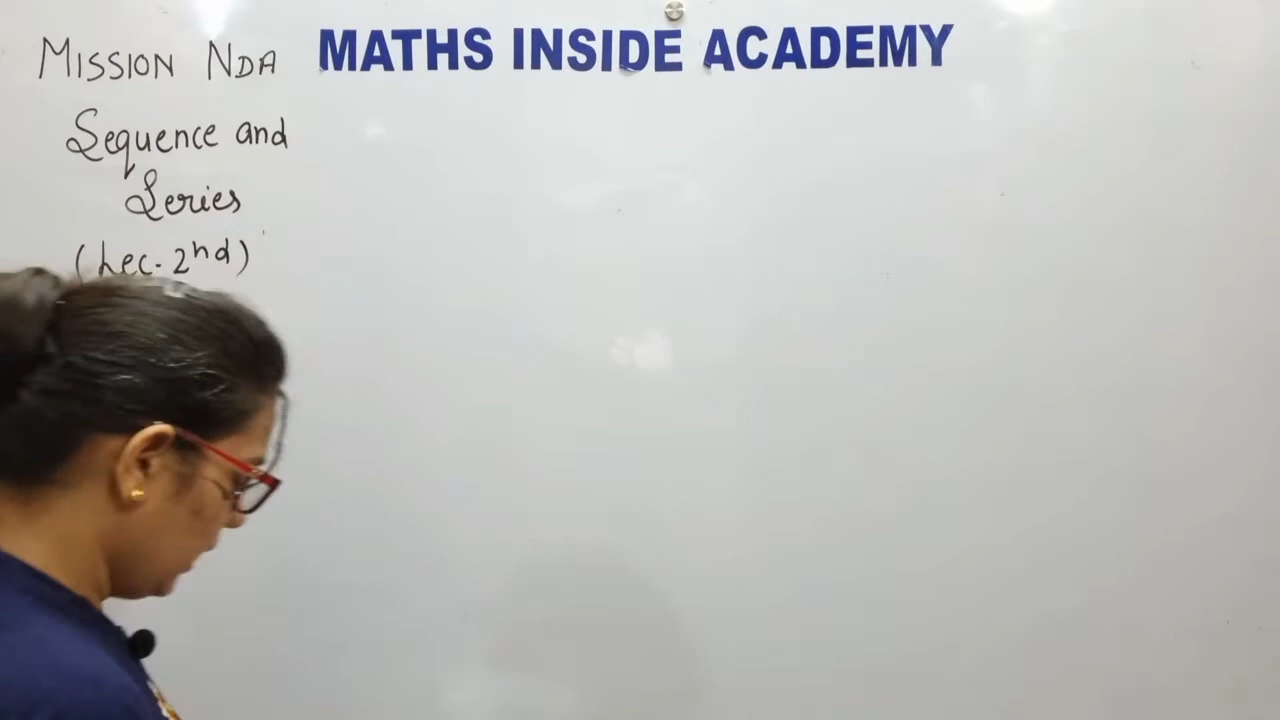 MATHS INSIDE ACADEMY
MISSION NDA
Sequence and
Series
(Lec. 2nd)